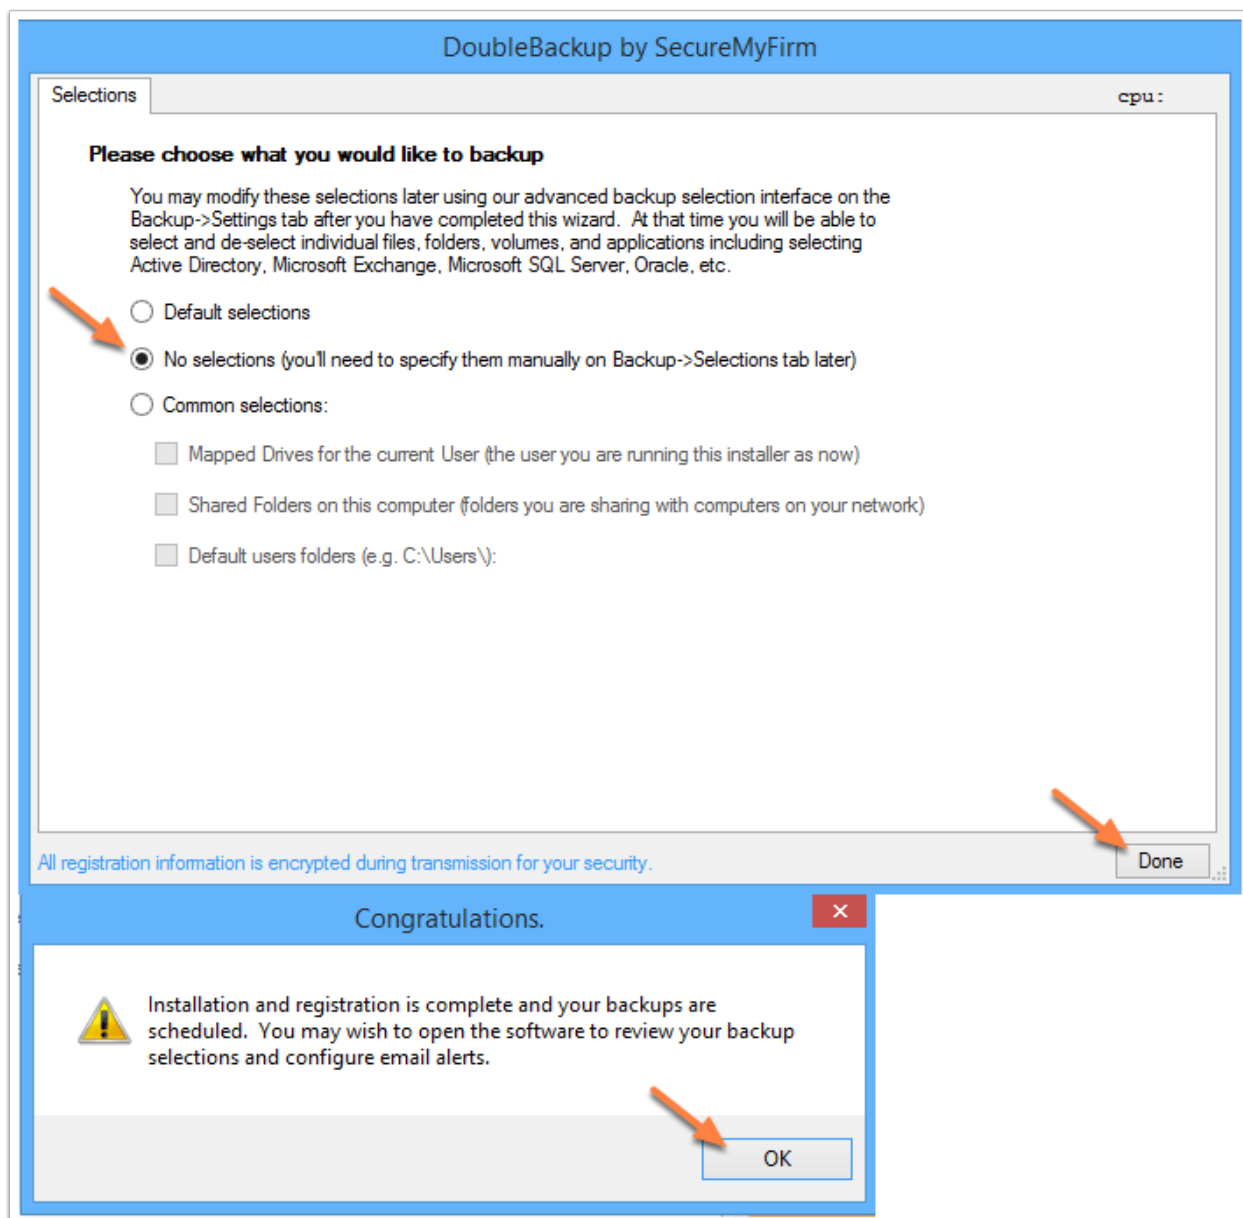 DoubleBackup by SecureMyFirm
Selections
cpu:
Please choose what you would like to backup
You may modify these selections later using our advanced backup selection interface on the
Backup->Settings tab after you have completed this wizard.  At that time you will be able to
select and de-select individual files, folders, volumes, and applications including selecting
Active Directory, Microsoft Exchange, Microsoft SQL Server, Oracle, etc.
Default selections
No selections (you'll need to specify them manually on Backup->Selections tab later)
Common selections:
Mapped Drives for the current User (the user you are running this installer as now)
Shared Folders on this computer (folders you are sharing with computers on your network)
Default users folders (e.g. C:\Users\):
All registration information is encrypted during transmission for your security.
Done
Congratulations.
Installation and registration is complete and your backups are
scheduled.  You may wish to open the software to review your backup
selections and configure email alerts.
OK